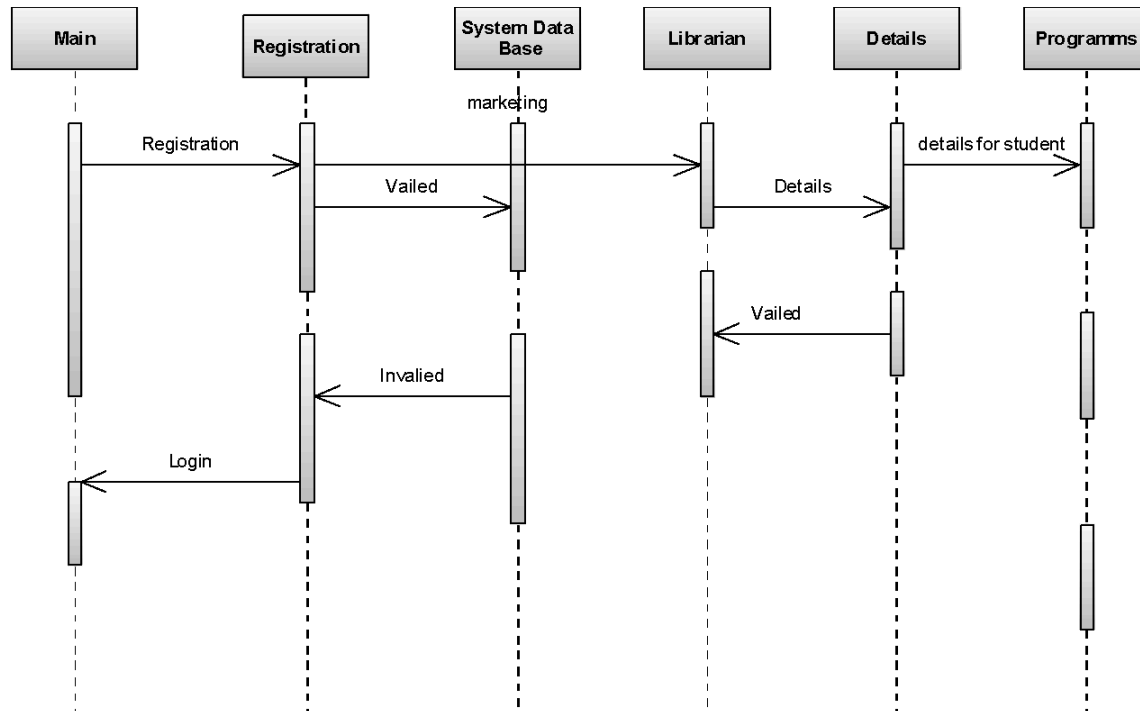 Main
Registration
System Data
Base
Librarian
Details
Programms
marketing
Registration
details for student
Vailed
Details
Vailed
Invalied
Login